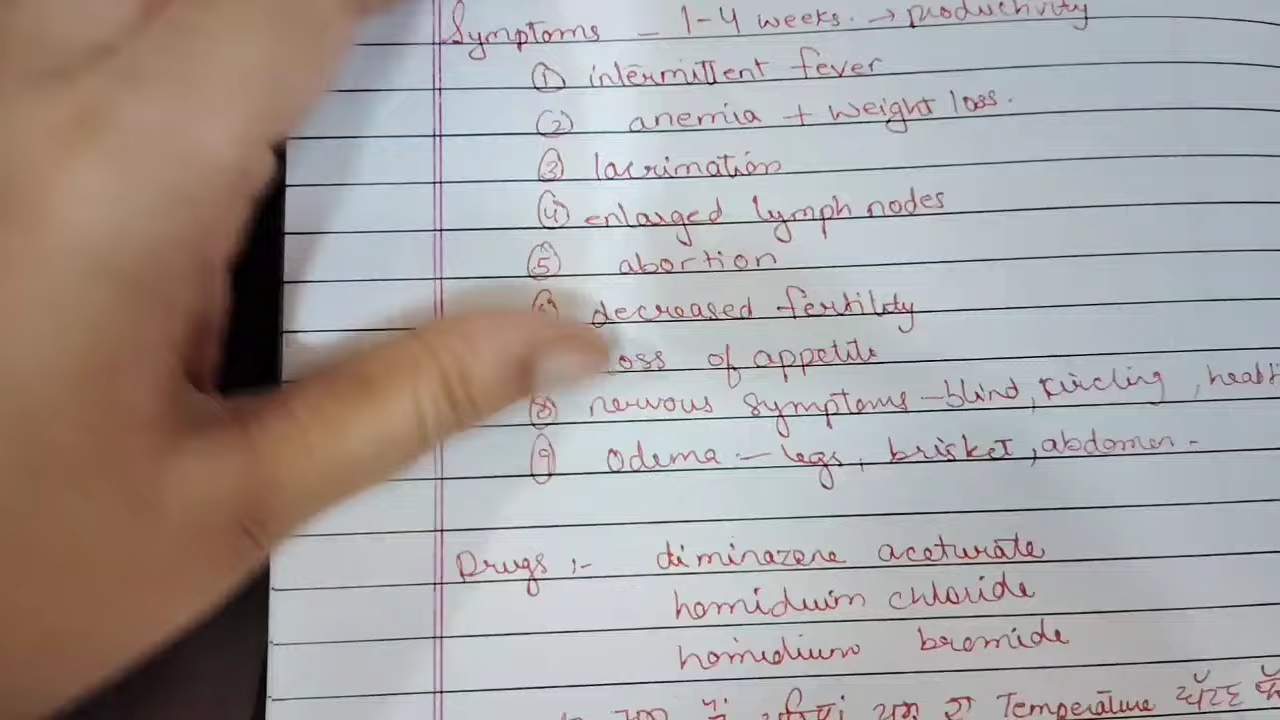 Symptoms - 1-4 weeks. → productivity
① intermittent fever
② anemia + weight loss.
③ lacrimation
④ enlarged lymph nodes
⑤ abortion
decreased fertility
oss of appetite
⑧ nervous symptoms - blind, circling,
⑨ odema - legs, brisket, abdomen -
Drugs :- diminazene aceturate
homidium chloride
homidium bromide
Temperature